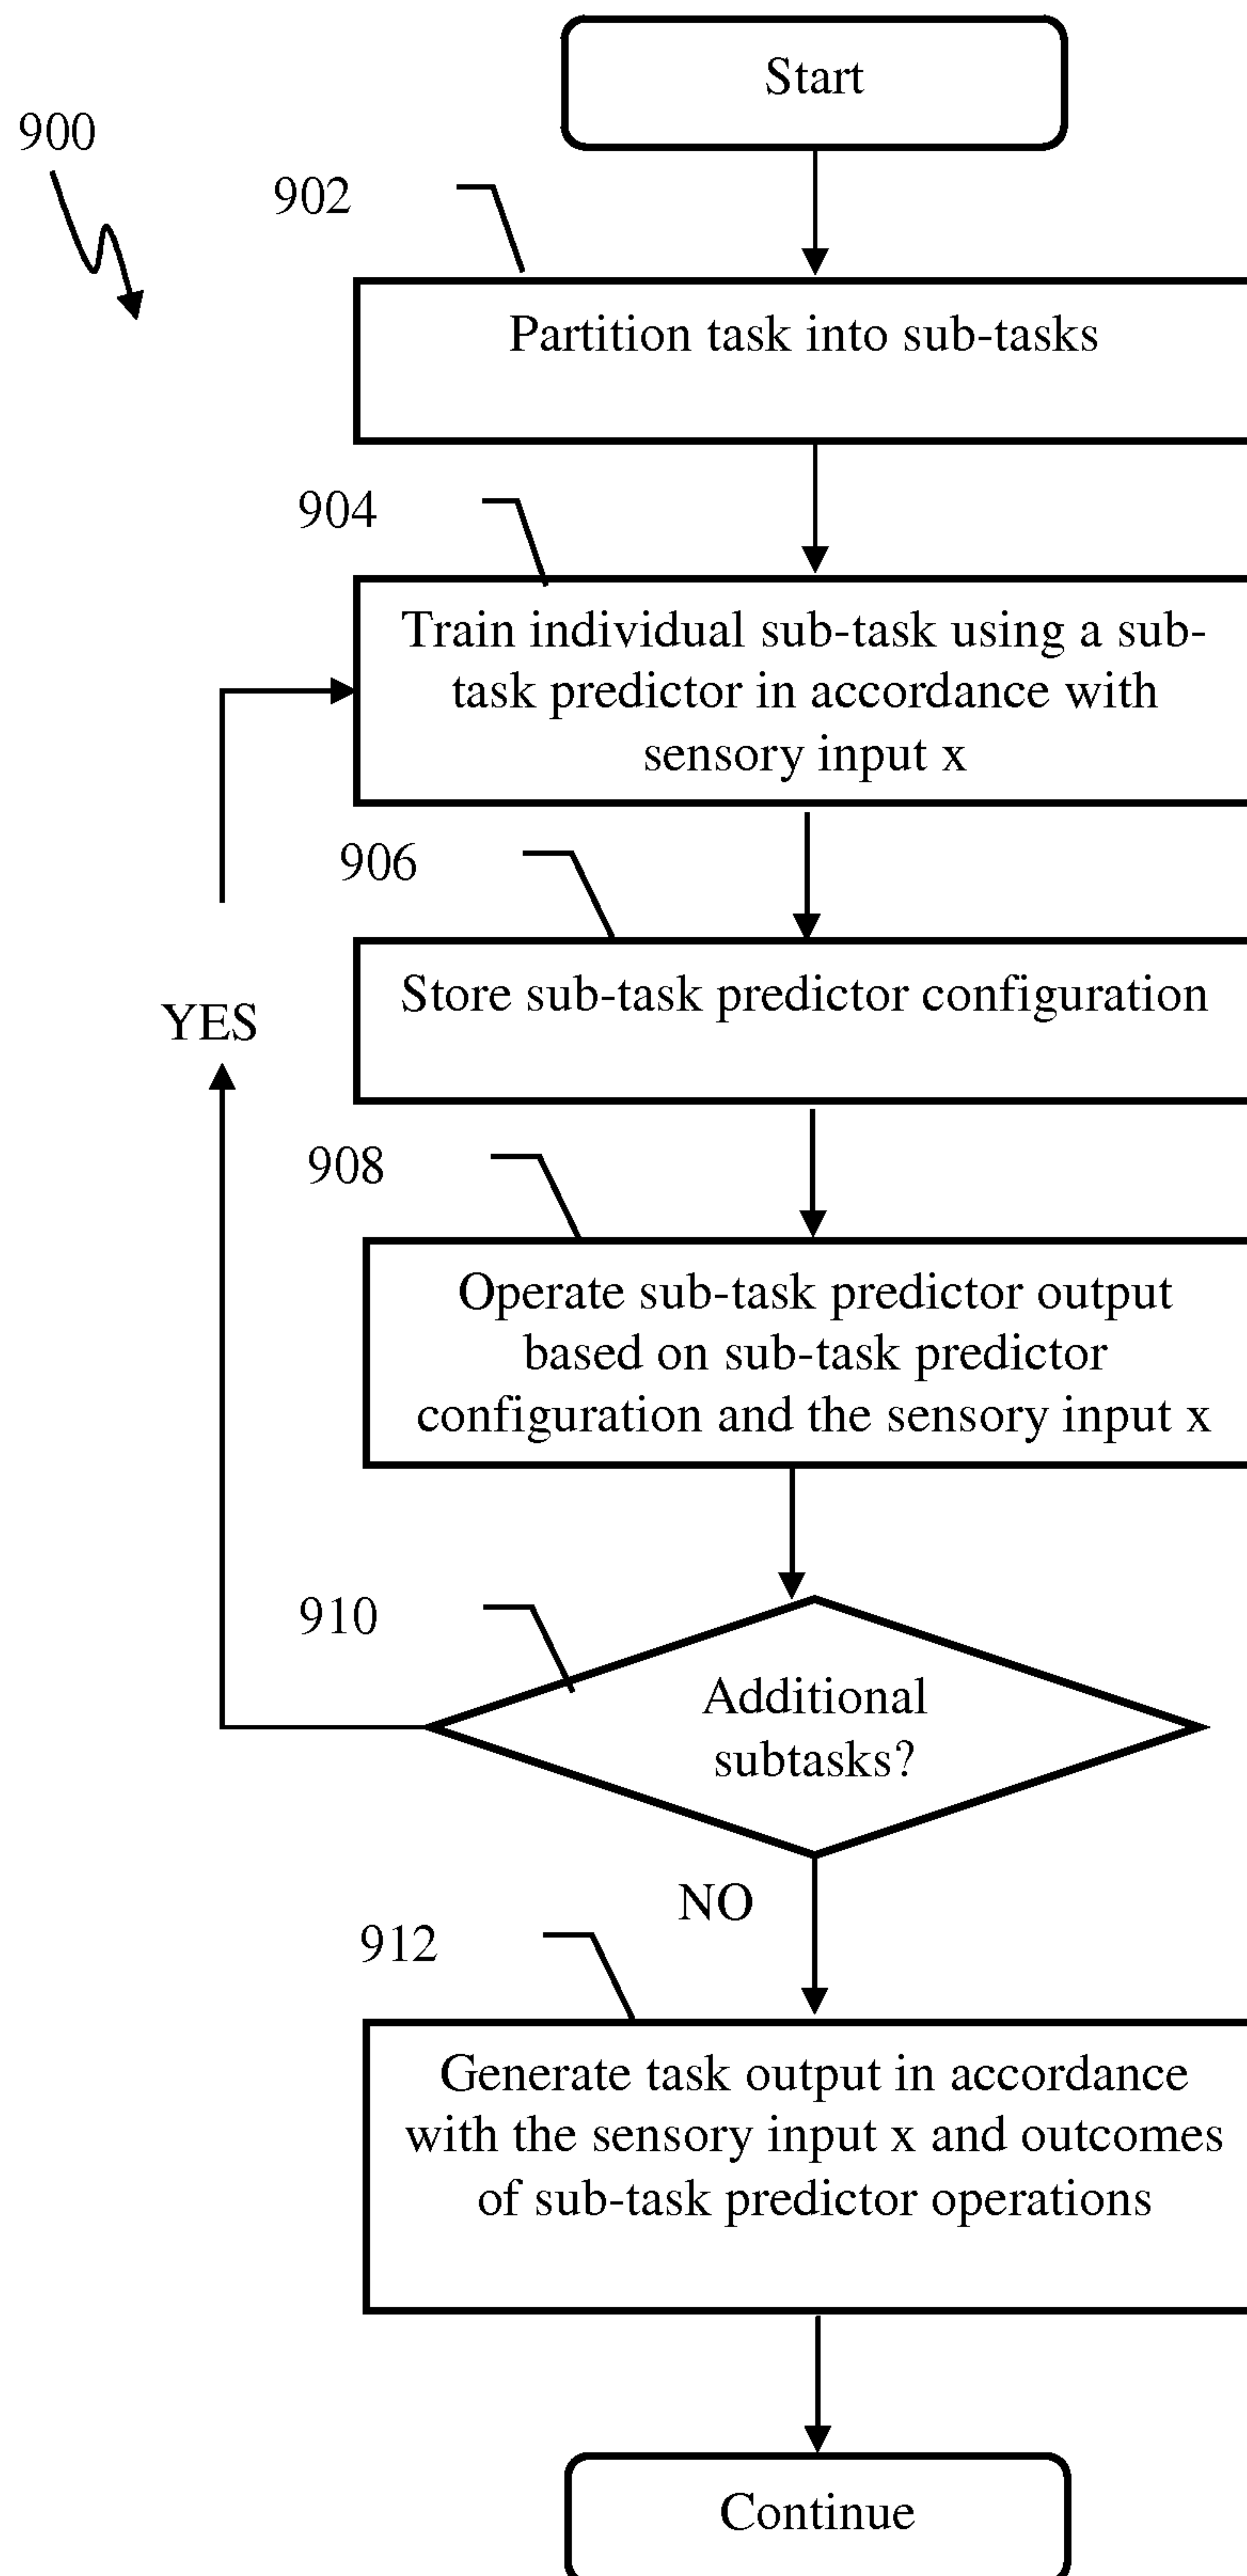 Start
900
902
Partition task into sub-tasks
904
Train individual sub-task using a sub-
task predictor in accordance with
sensory input x
906
Store sub-task predictor configuration
YES
908
Operate sub-task predictor output
based on sub-task predictor
configuration and the sensory input x
910
Additional
subtasks?
NO
912
Generate task output in accordance
with the sensory input x and outcomes
of sub-task predictor operations
Continue